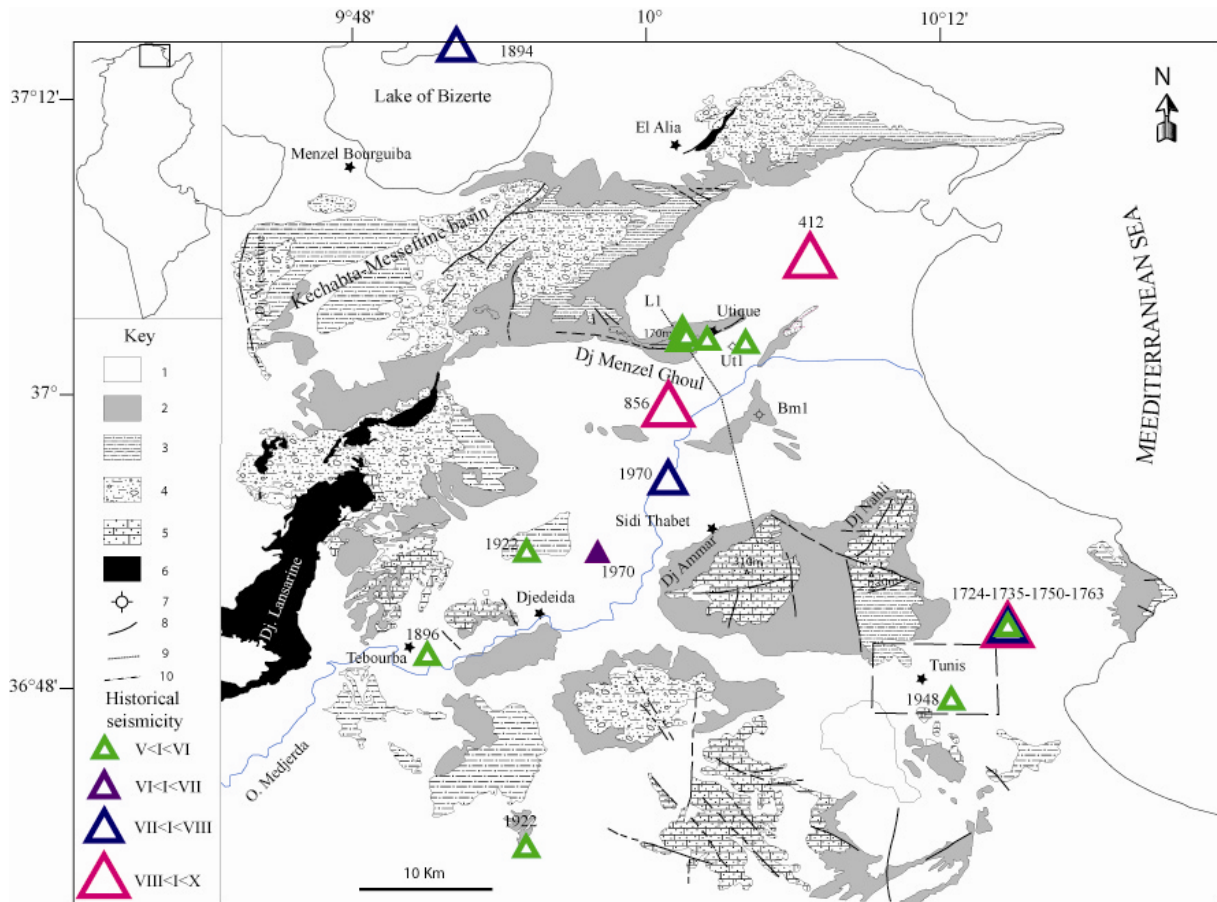 9°48'
10°
10°12'
1894
37°12'
Lake of Bizerte
N
El Alia
Menzel Bourguiba
Kechabta-Messeftine basin
Dj. Messeftine
412
MEEDITERRANEAN SEA
L1
Utique
170m
Ut1
Key
Dj Menzel Ghoul
1
37°
856
Bm1
2
3
1970
4
Dj Nahli
Sidi Thabet
5
1922
Dj Ammar
6
1970
7
Djedeida
1724-1735-1750-1763
8
Dj. Lansarine
1896
9
Tebourba
Tunis
10
36°48'
1948
Historical
seismicity
V<I<VI
O. Medjerda
VI<I<VII
VII<I<VIII
1922
VIII<I<X
10 Km